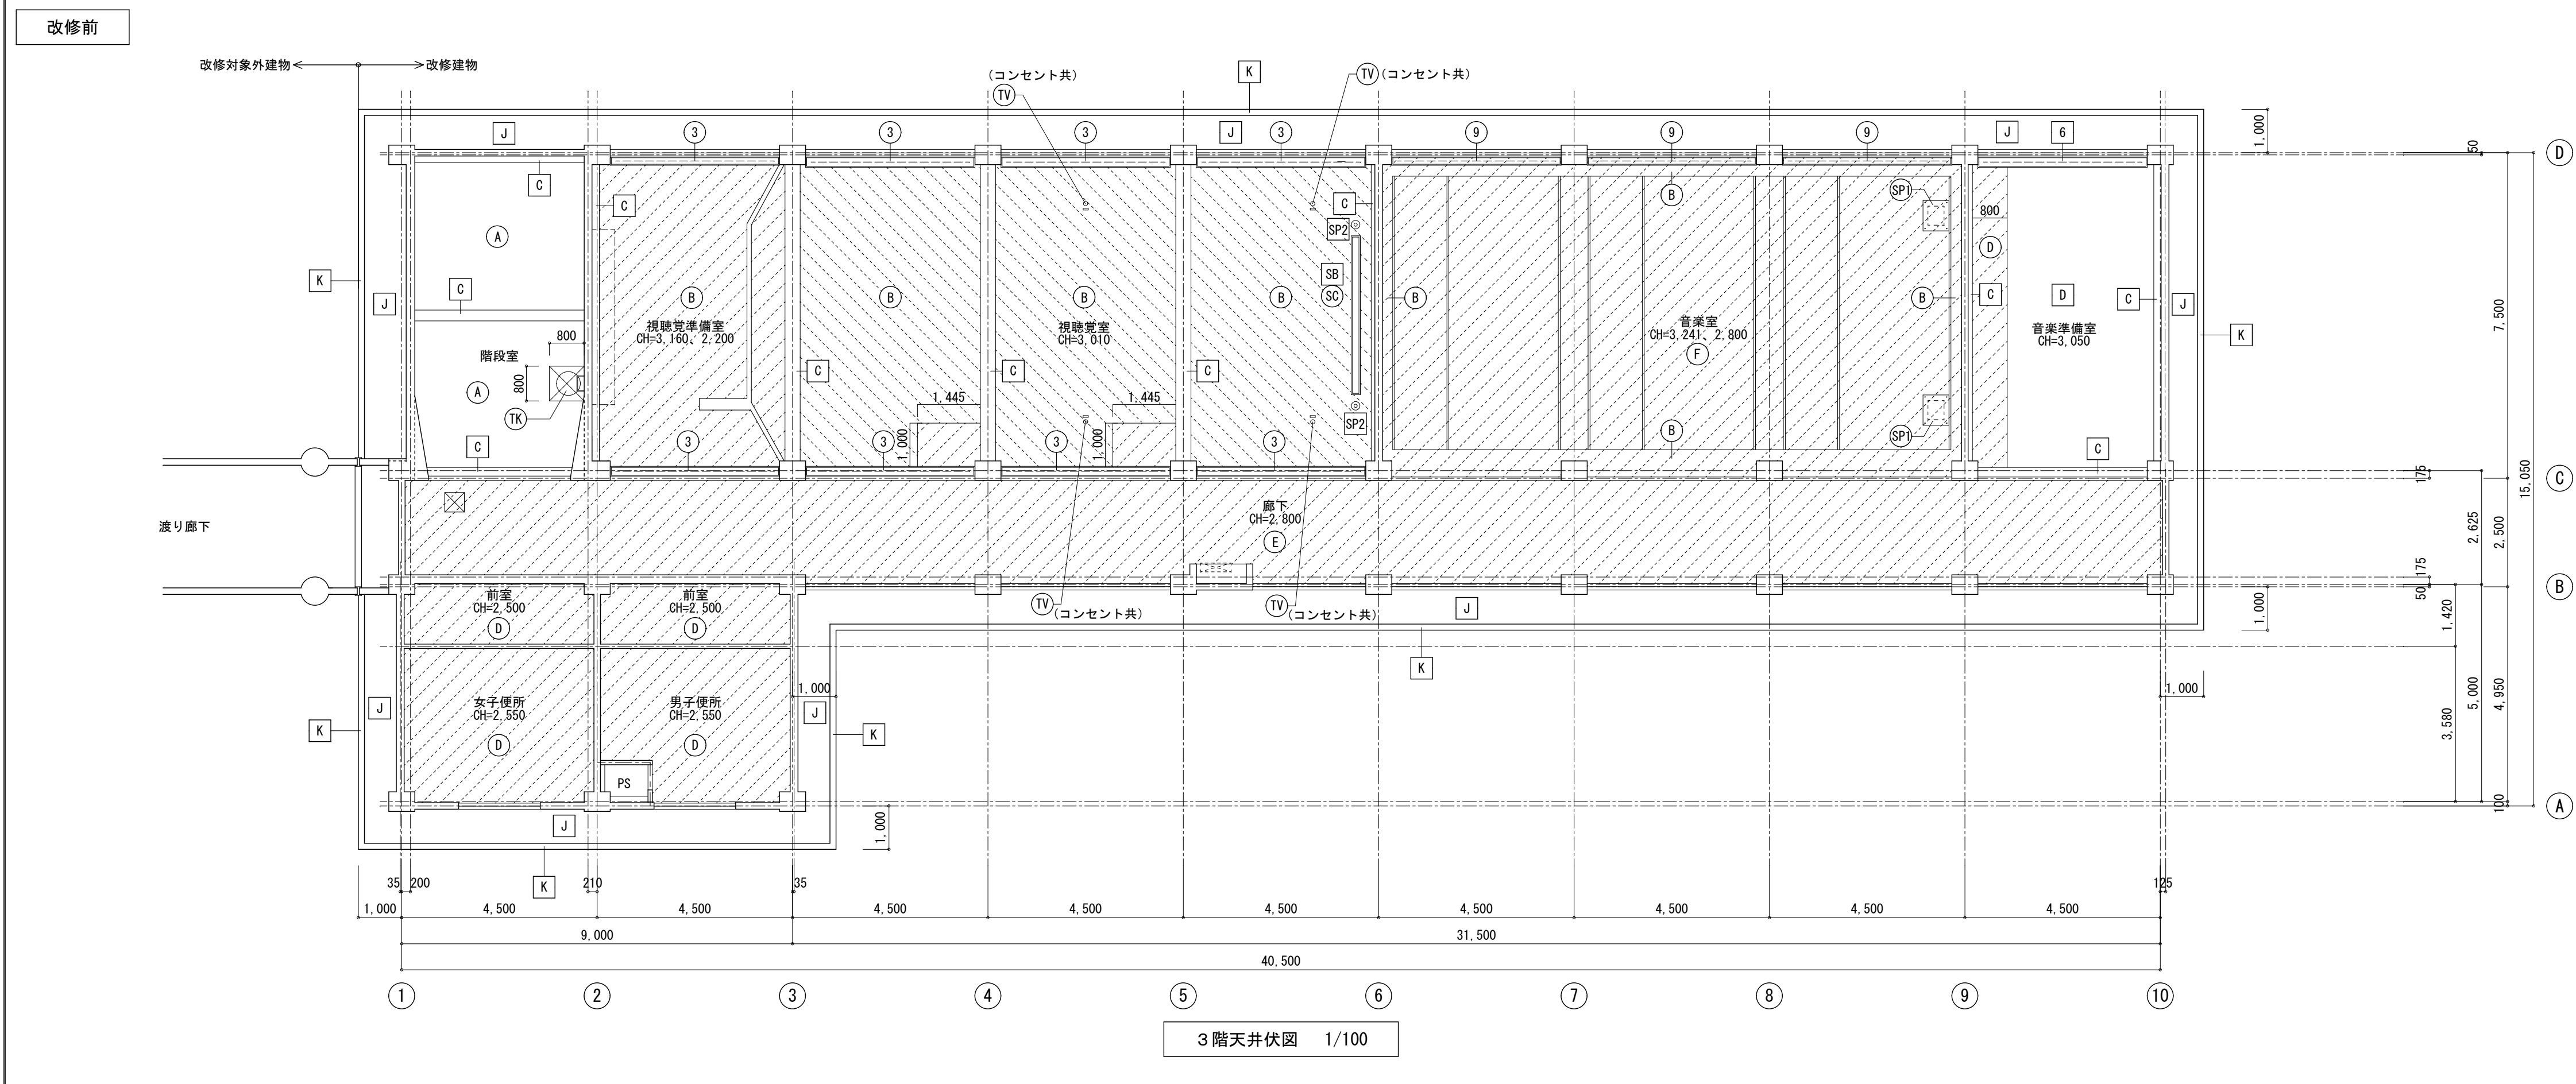 改修前
改修対象外建物
改修建物
(コンセント共)
TV
K
TV
(コンセント共)
J
3
3
3
J
3
9
9
9
J
6
1,000
50
D
C
C
C
B
SP1
SP2
A
800
D
K
J
C
SB
SC
B
B
B
B
B
B
C
D
C
J
7,500
視聴覚準備室
CH=3,160、2,200
視聴覚室
CH=3,010
音楽室
CH=3,241、2,800
F
音楽準備室
CH=3,050
K
階段室
800
800
A
TK
C
C
C
1,445
1,445
SP2
C
3
1,000
3
3
1,000
3
B
SP1
C
175
15,050
C
渡り廊下
廊下
CH=2,800
E
2,625
2,500
175
50
B
前室
CH=2,500
D
前室
CH=2,500
D
TV
(コンセント共)
TV
(コンセント共)
J
1,000
1,420
K
女子便所
CH=2,550
D
男子便所
CH=2,550
D
J
K
1,000
J
K
1,000
3,580
5,000
4,950
PS
100
A
J
1,000
K
35
200
210
35
125
1,000
4,500
4,500
4,500
4,500
4,500
4,500
4,500
4,500
4,500
9,000
31,500
40,500
1
2
3
4
5
6
7
8
9
10
3階天井伏図 1/100